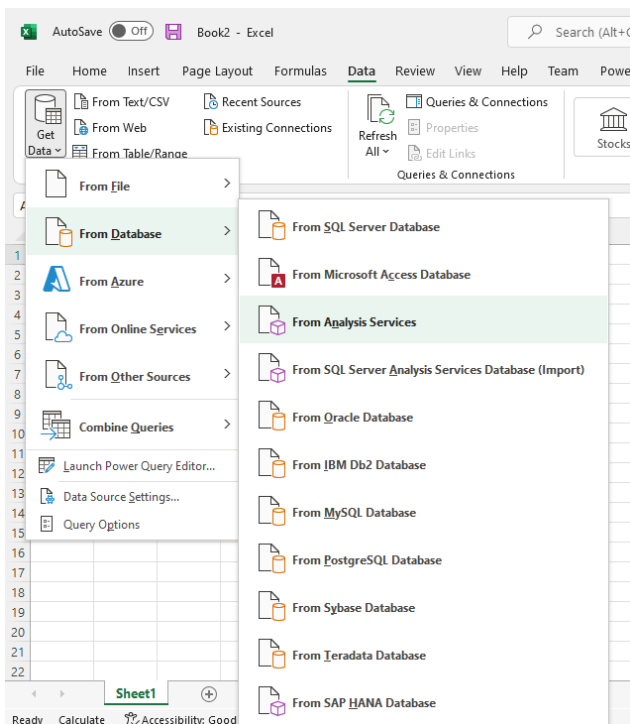 AutoSave Off Book2 - Excel Search (Alt+
File Home Insert Page Layout Formulas Data Review View Help Team Powe
Get Data
From Text/CSV
From Web
From Table/Range
Recent Sources
Existing Connections
Refresh All
Queries & Connections
Properties
Edit Links
Queries & Connections
Stocks
From File
From Database
From Azure
From Online Services
From Other Sources
Combine Queries
Launch Power Query Editor...
Data Source Settings...
Query Options
From SQL Server Database
From Microsoft Access Database
From Analysis Services
From SQL Server Analysis Services Database (Import)
From Oracle Database
From IBM Db2 Database
From MySQL Database
From PostgreSQL Database
From Sybase Database
From Teradata Database
From SAP HANA Database
1
2
3
4
5
6
7
8
9
10
11
12
13
14
15
16
17
18
19
20
21
22
Sheet1
Ready Calculate Accessibility: Good